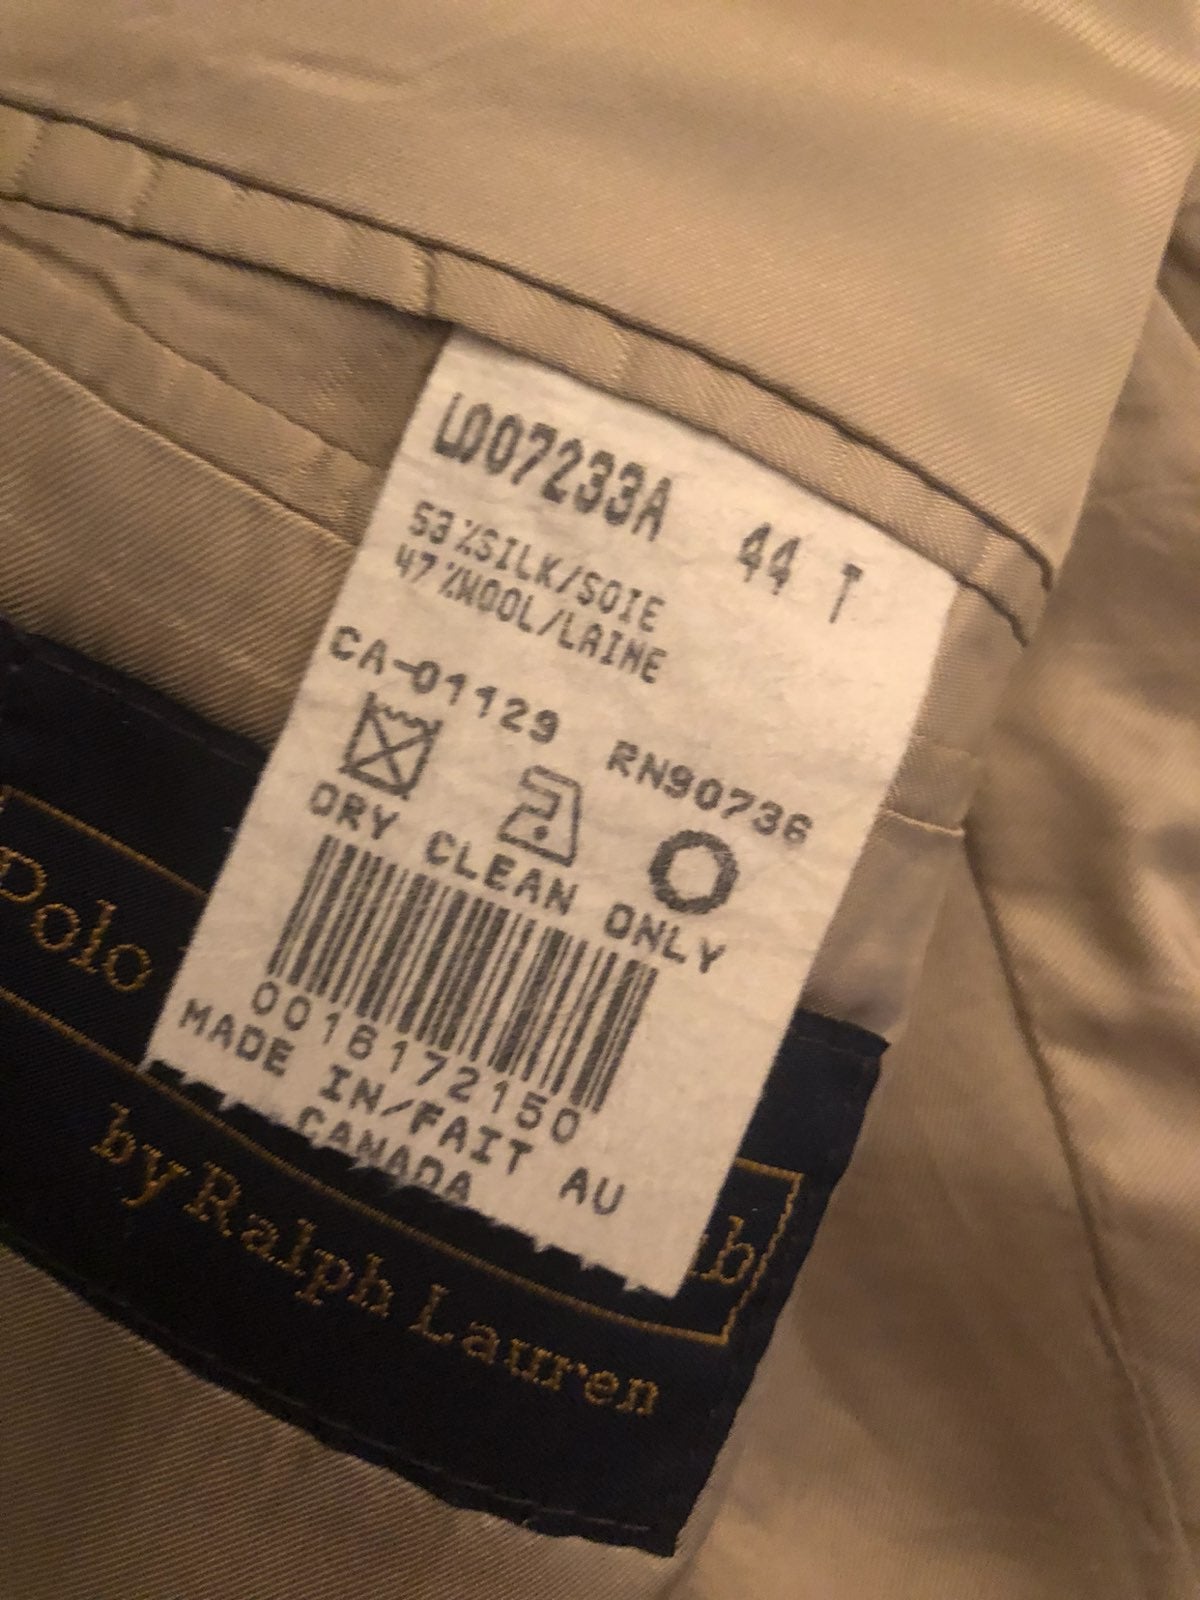 L007233A 44 T
53%SILK/SOIE
47%WOOL/LAINE
CA-01129 RN90736
DRY CLEAN ONLY
0016172150
MADE IN/FAIT AU
CANADA
Polo
by Ralph Lauren